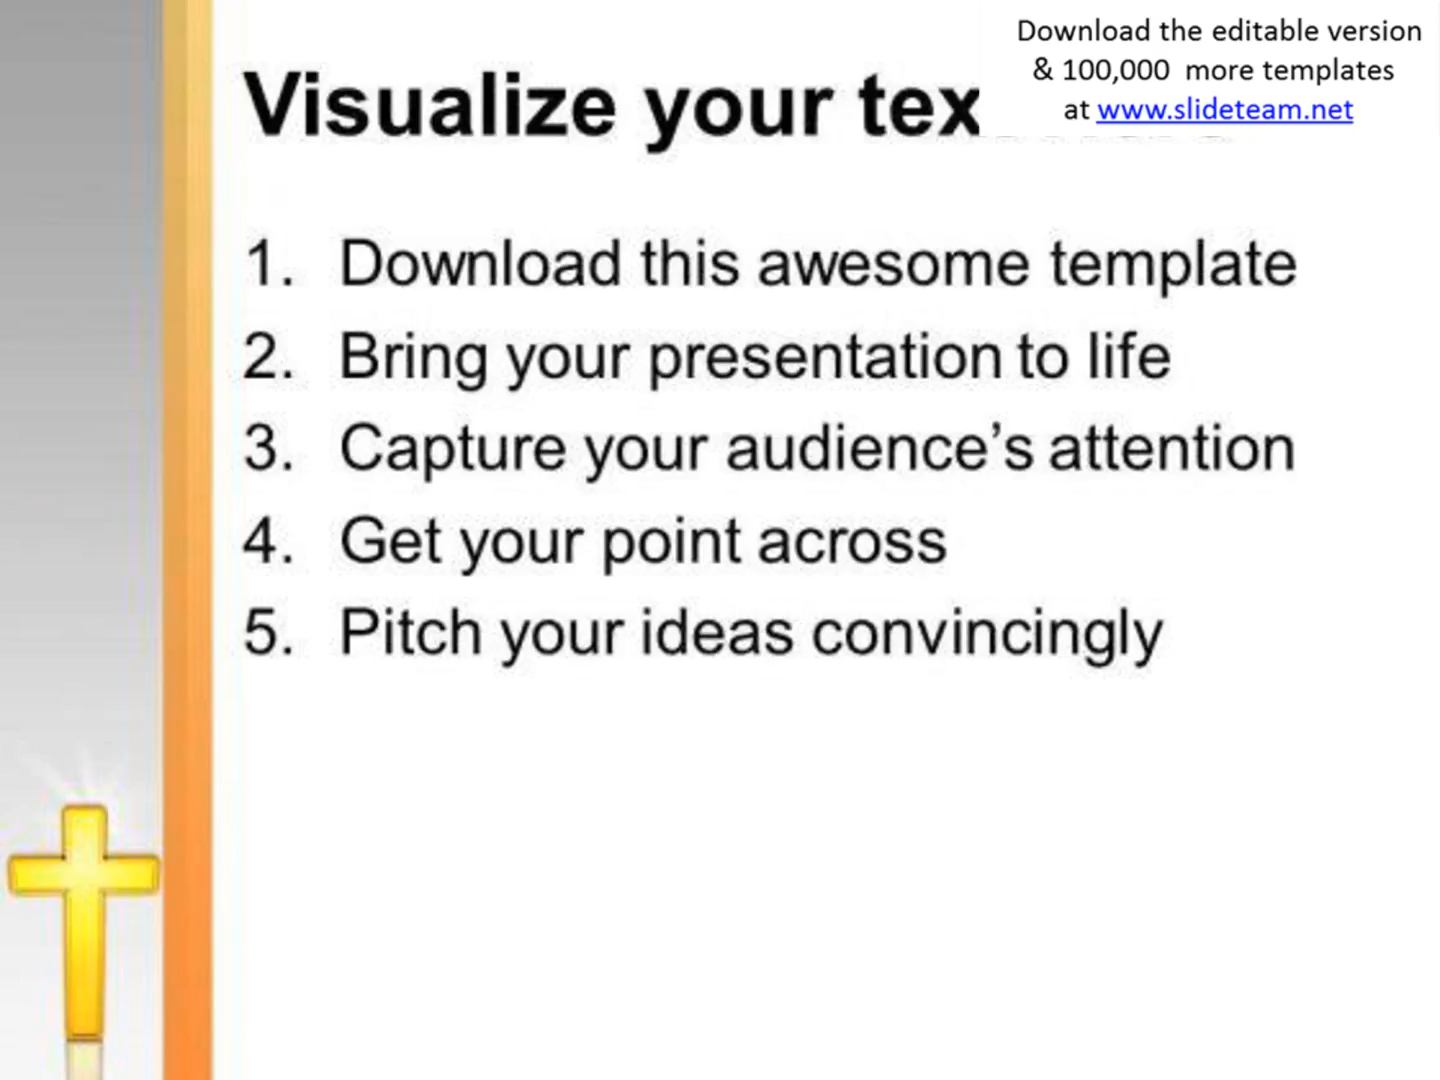 Download the editable version
& 100,000 more templates
at www.slideteam.net
Visualize your
1. Download this awesome template
2. Bring your presentation to life
3. Capture your audience’s attention
4. Get your point across
5. Pitch your ideas convincingly